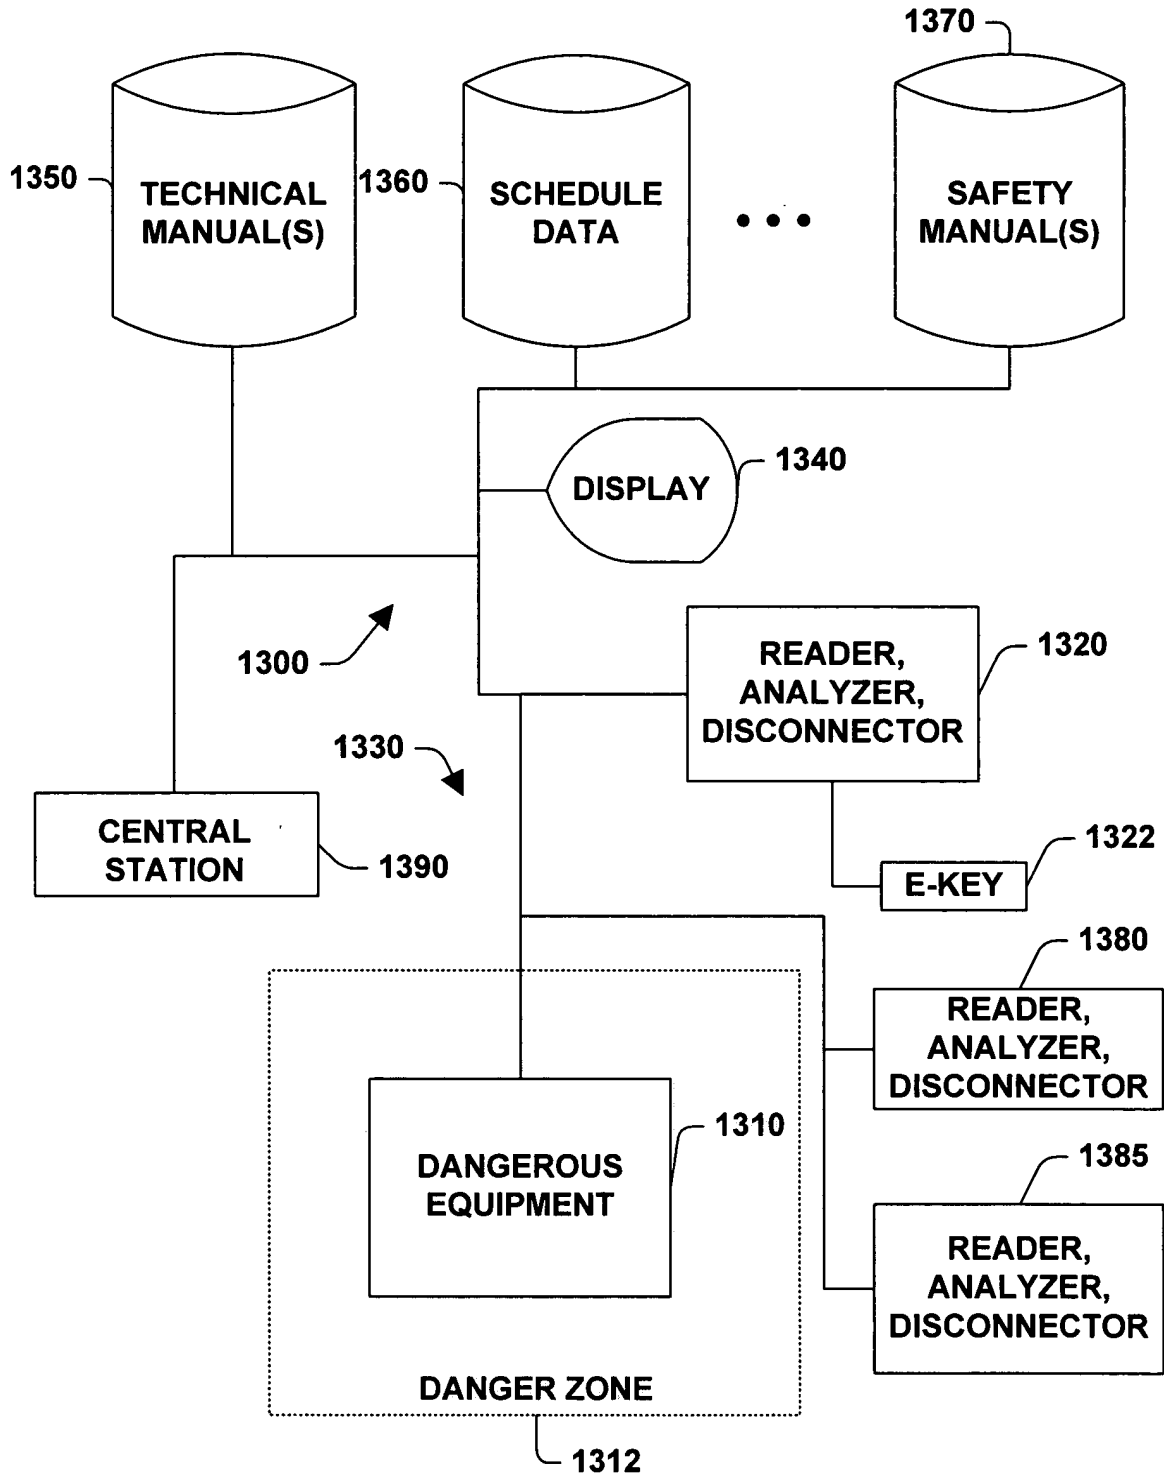 1370
1350
TECHNICAL
MANUAL(S)
1360
SCHEDULE
DATA
SAFETY
MANUAL(S)
DISPLAY
1340
1300
READER,
ANALYZER,
DISCONNECTOR
1320
1330
CENTRAL
STATION
1390
E-KEY
1322
1380
READER,
ANALYZER,
DISCONNECTOR
DANGEROUS
EQUIPMENT
1310
1385
READER,
ANALYZER,
DISCONNECTOR
DANGER ZONE
1312